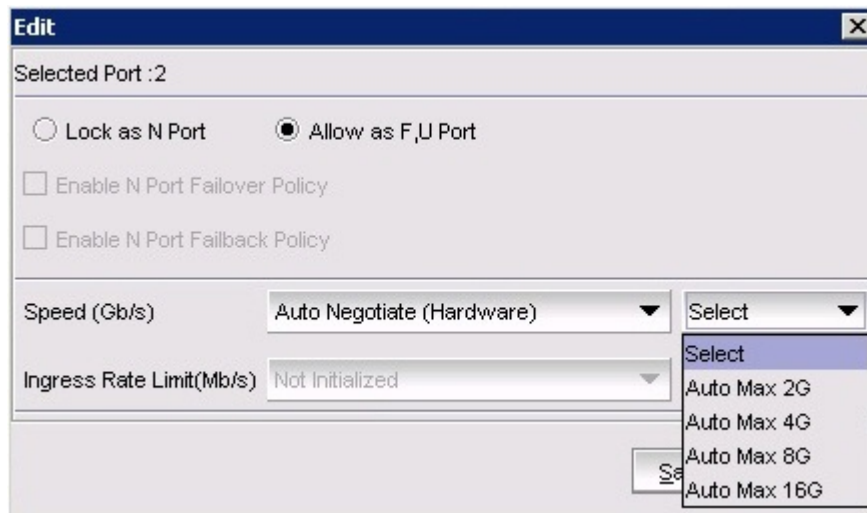 Edit
Selected Port :2
Lock as N Port Allow as F,U Port
Enable N Port Failover Policy
Enable N Port Failback Policy
Speed (Gb/s) Auto Negotiate (Hardware) Select
Select
Ingress Rate Limit(Mb/s) Not Initialized
Auto Max 2G
Auto Max 4G
Auto Max 8G
Auto Max 16G